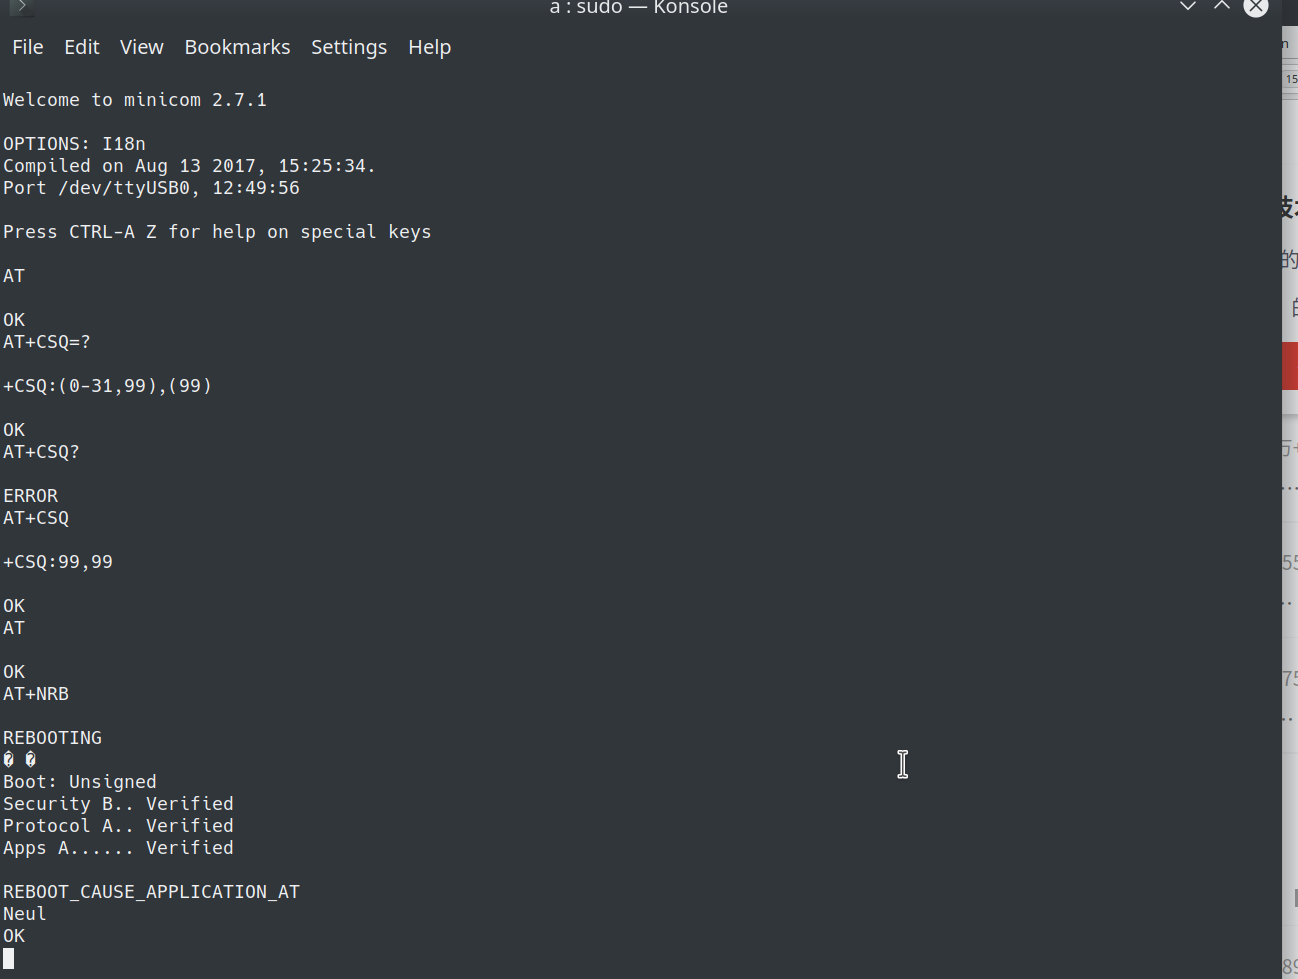 a : sudo — Konsole
File Edit View Bookmarks Settings Help
Welcome to minicom 2.7.1
OPTIONS: I18n
Compiled on Aug 13 2017, 15:25:34.
Port /dev/ttyUSB0, 12:49:56
Press CTRL-A Z for help on special keys
AT
OK
AT+CSQ=?
+CSQ:(0-31,99),(99)
OK
AT+CSQ?
ERROR
AT+CSQ
+CSQ:99,99
OK
AT
OK
AT+NRB
REBOOTING
� �
Boot: Unsigned
Security B.. Verified
Protocol A.. Verified
Apps A...... Verified
REBOOT_CAUSE_APPLICATION_AT
Neul
OK
n
15
的